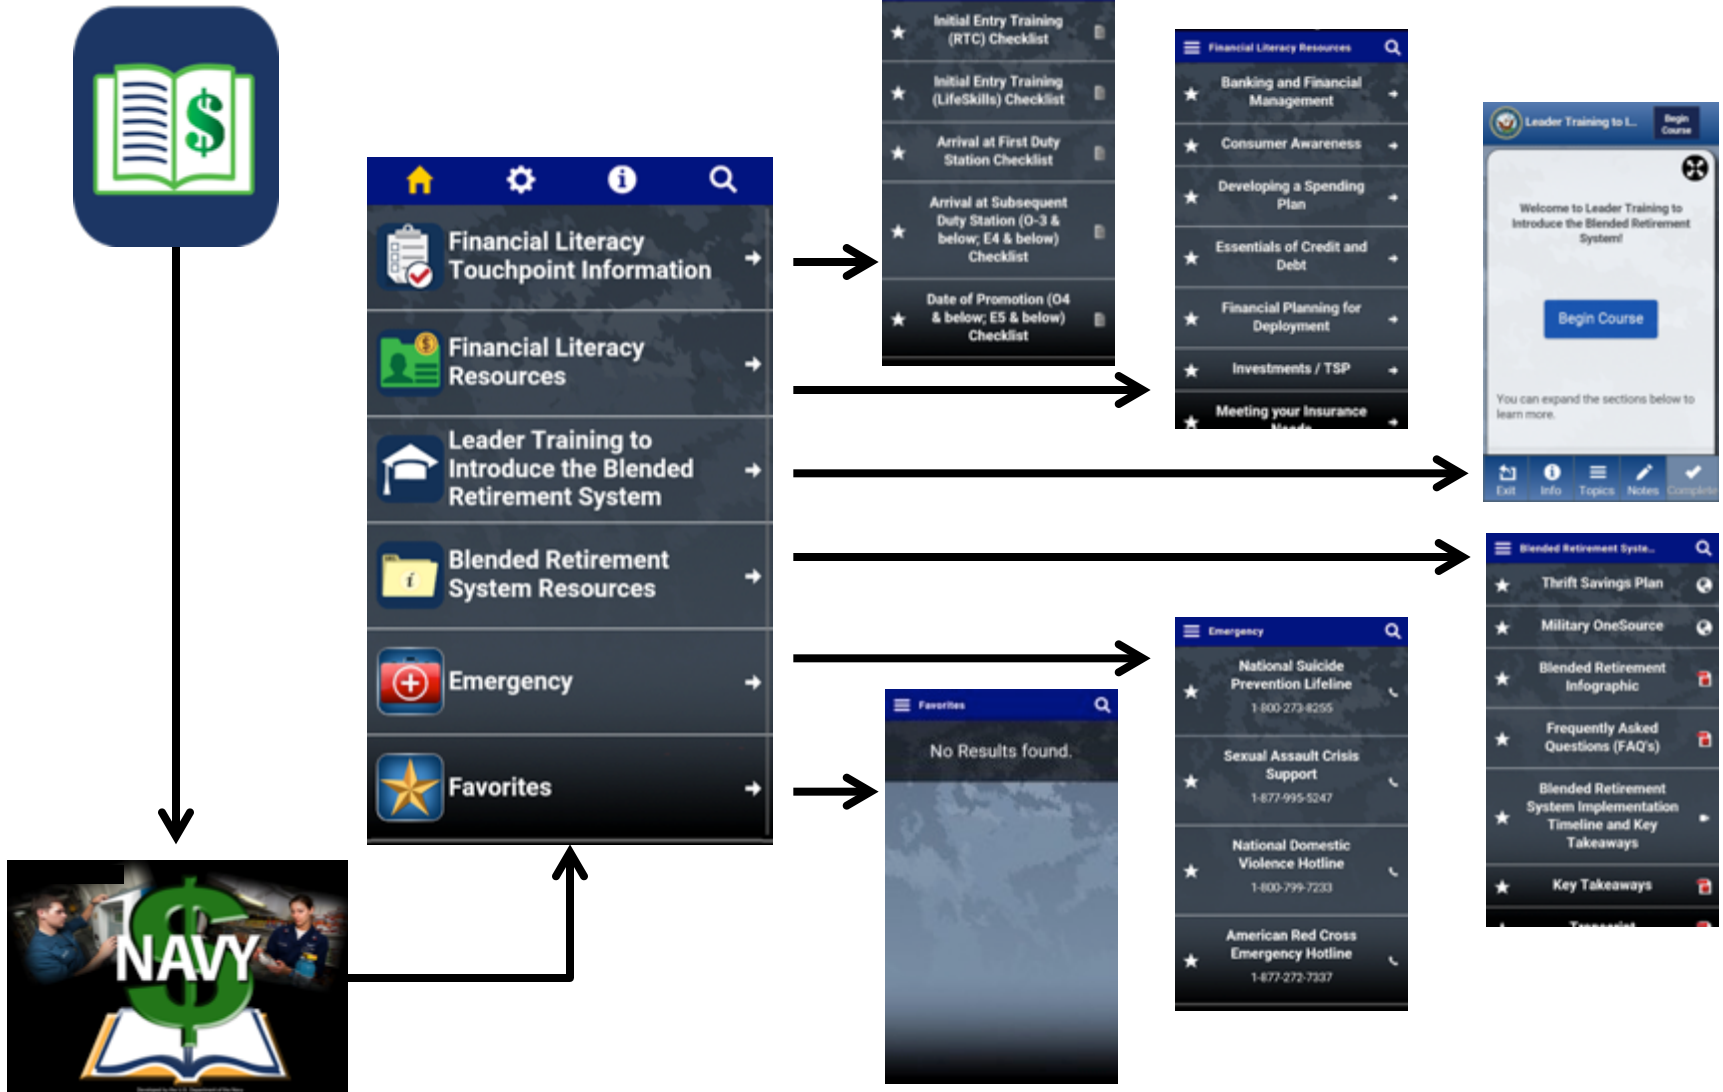 $
Financial Literacy
Touchpoint Information
Financial Literacy
Resources
Leader Training to
Introduce the Blended
Retirement System
Blended Retirement
System Resources
Emergency
Favorites
NAVY
$
Developed by the U.S. Department of the Navy
Initial Entry Training
(RTC) Checklist
Initial Entry Training
(LifeSkills) Checklist
Arrival at First Duty
Station Checklist
Arrival at Subsequent
Duty Station (O-3 &
below; E4 & below)
Checklist
Date of Promotion (O4
& below; E5 & below)
Checklist
Financial Literacy Resources
Banking and Financial
Management
Consumer Awareness
Developing a Spending
Plan
Essentials of Credit and
Debt
Financial Planning for
Deployment
Investments / TSP
Meeting your Insurance
Needs
Leader Training to I...
Begin
Course
Welcome to Leader Training to
Introduce the Blended Retirement
System!
Begin Course
You can expand the sections below to
learn more.
Exit Info Topics Notes Complete
Blended Retirement Syste...
Thrift Savings Plan
Military OneSource
Blended Retirement
Infographic
Frequently Asked
Questions (FAQ's)
Blended Retirement
System Implementation
Timeline and Key
Takeaways
Key Takeaways
Transcript
Emergency
National Suicide
Prevention Lifeline
1-800-273-8255
Sexual Assault Crisis
Support
1-877-995-5247
National Domestic
Violence Hotline
1-800-799-7233
American Red Cross
Emergency Hotline
1-877-272-7337
Favorites
No Results found.